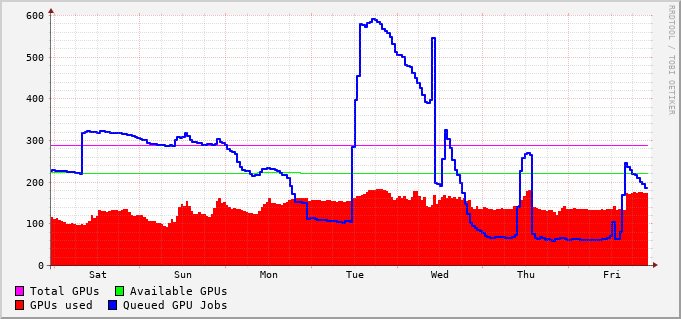 600
500
400
300
200
100
0
Sat Sun Mon Tue Wed Thu Fri
Total GPUs Available GPUs
GPUs used Queued GPU Jobs
RRDTOOL / TOBI OETIKER